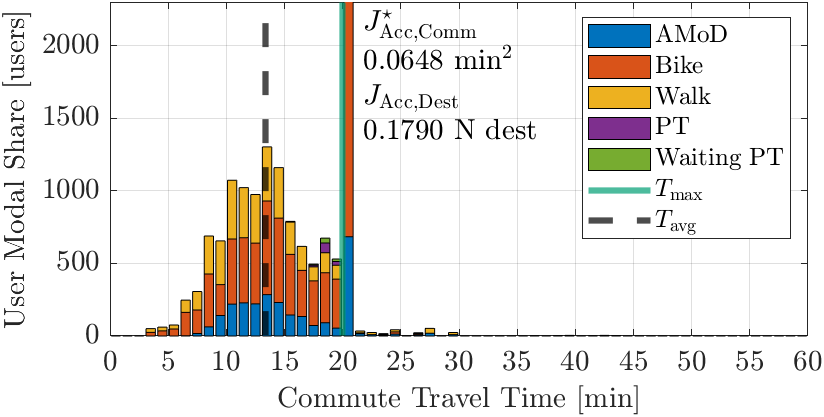 J⋆Acc,Comm
0.0648 min²
JAcc,Dest
0.1790 N dest
AMoD
Bike
Walk
PT
Waiting PT
Tmax
Tavg
User Modal Share [users]
2000
1500
1000
500
0
0 5 10 15 20 25 30 35 40 45 50 55 60
Commute Travel Time [min]